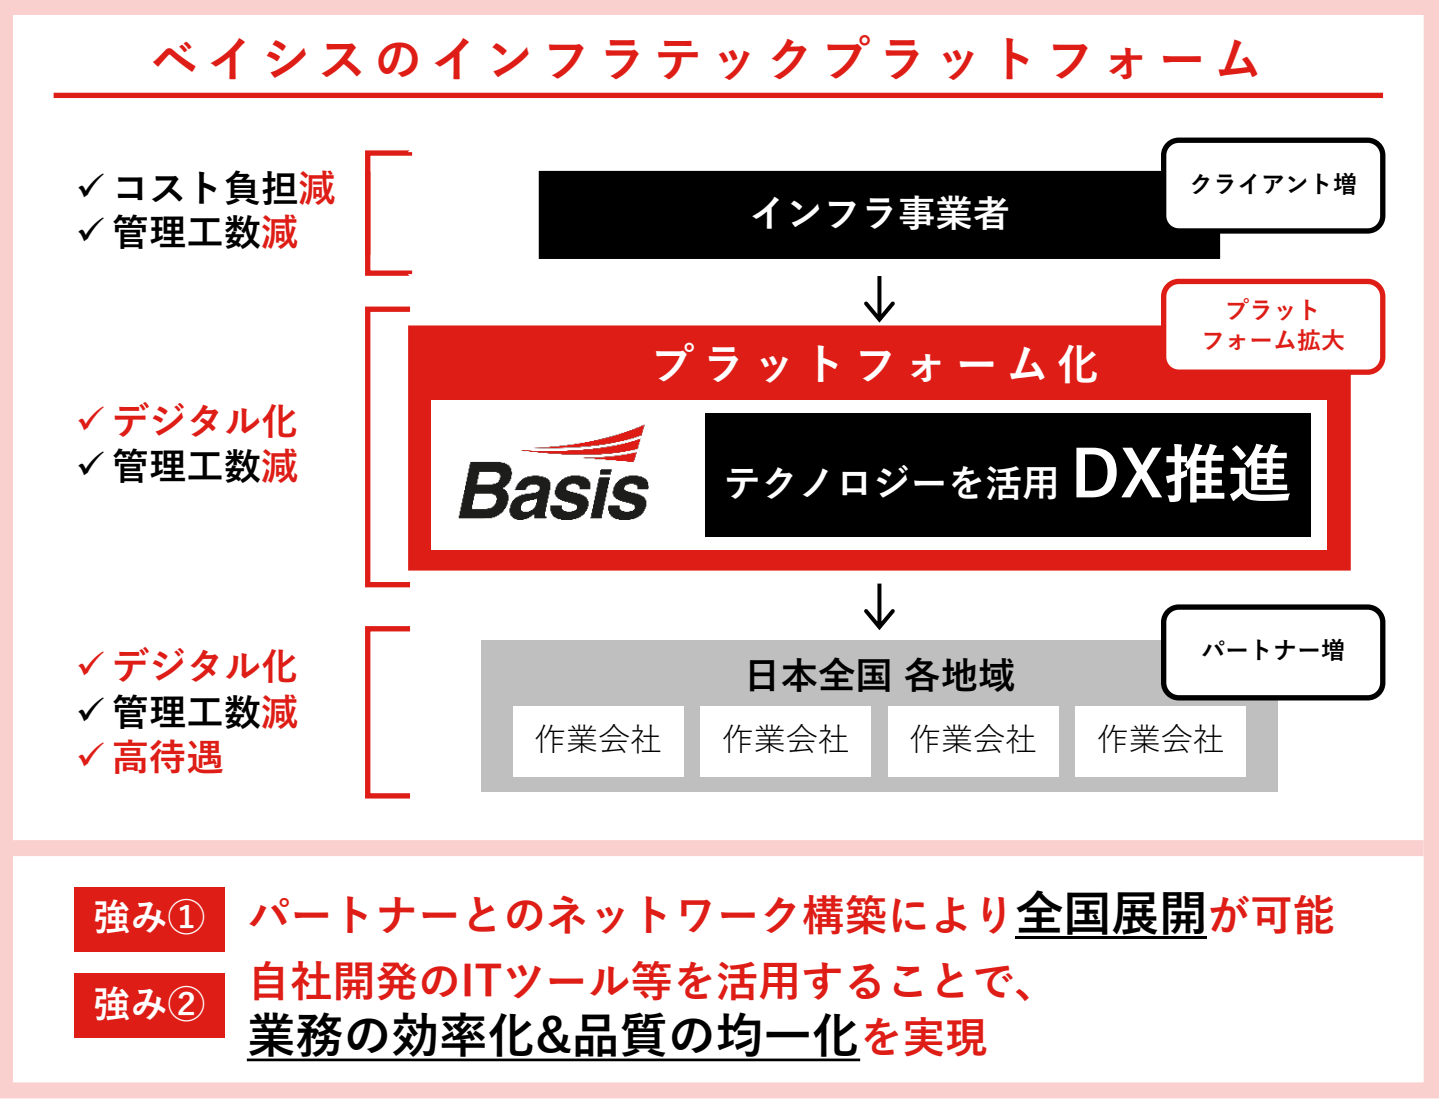 ベイシスのインフラテックプラットフォーム
✓ コスト負担減
✓ 管理工数減
インフラ事業者
クライアント増
プラット
フォーム拡大
プラットフォーム化
✓ デジタル化
✓ 管理工数減
Basis
テクノロジーを活用 DX推進
パートナー増
✓ デジタル化
✓ 管理工数減
✓ 高待遇
日本全国 各地域
作業会社 作業会社 作業会社 作業会社
強み① パートナーとのネットワーク構築により全国展開が可能
強み② 自社開発のITツール等を活用することで、
業務の効率化&品質の均一化を実現